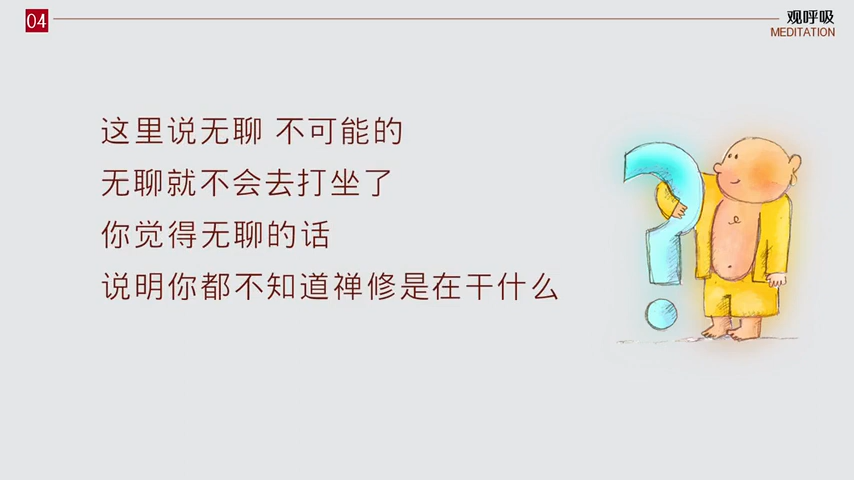 04
观呼吸
MEDITATION
这里说无聊 不可能的
无聊就不会去打坐了
你觉得无聊的话
说明你都不知道禅修是在干什么